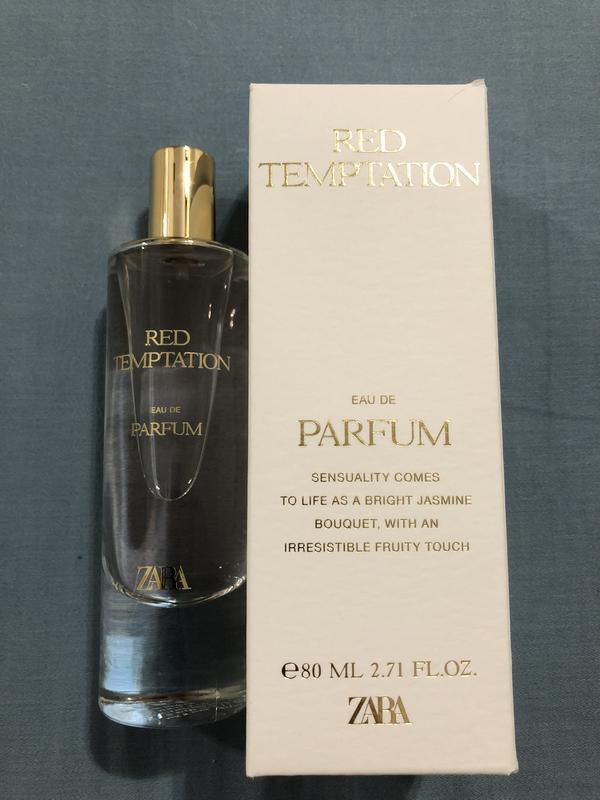 RED
TEMPTATION
EAU DE
PARFUM
ZARA
RED
TEMPTATION
EAU DE
PARFUM
SENSUALITY COMES
TO LIFE AS A BRIGHT JASMINE
BOUQUET, WITH AN
IRRESISTIBLE FRUITY TOUCH
℮80 ML 2.71 FL.OZ.
ZARA